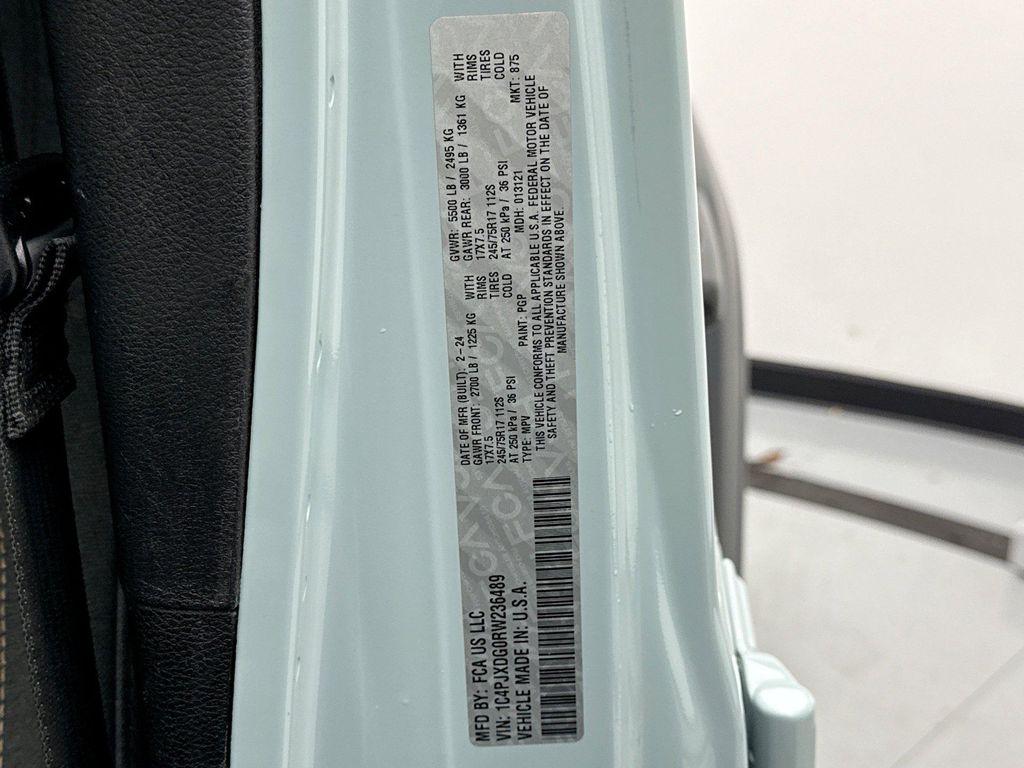 MFD BY: FCA US LLC
VIN: 1C4PJXDG0RW236489
VEHICLE MADE IN: U.S.A.
DATE OF MFR (BUILT): 2-24 GVWR: 5500 LB / 2495 KG
GAWR FRONT: 2700 LB / 1225 KG WITH GAWR REAR: 3000 LB / 1361 KG WITH
17X7.5 RIMS 17X7.5 RIMS
245/75R17 112S TIRES 245/75R17 112S TIRES
AT 250 kPa / 36 PSI COLD AT 250 kPa / 36 PSI COLD
TYPE: MPV PAINT: PGP MDH: 013121 MKT: 875
THIS VEHICLE CONFORMS TO ALL APPLICABLE U.S.A. FEDERAL MOTOR VEHICLE
SAFETY AND THEFT PREVENTION STANDARDS IN EFFECT ON THE DATE OF
MANUFACTURE SHOWN ABOVE.